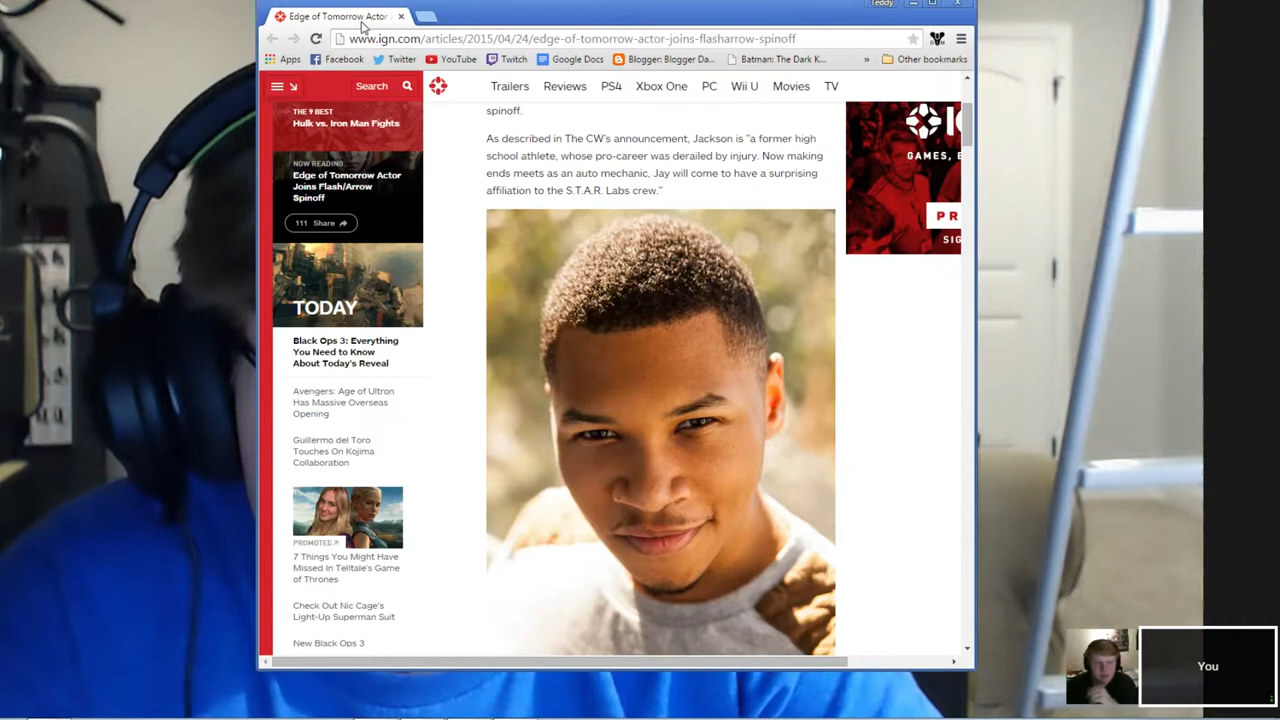 Teddy
Edge of Tomorrow Actor
www.ign.com/articles/2015/04/24/edge-of-tomorrow-actor-joins-flasharrow-spinoff
Apps Facebook Twitter YouTube Twitch Google Docs Blogger: Blogger Da... Batman: The Dark K... » Other bookmarks
Search Trailers Reviews PS4 Xbox One PC Wii U Movies TV
THE 9 BEST
Hulk vs. Iron Man Fights
NOW READING
Edge of Tomorrow Actor
Joins Flash/Arrow
Spinoff
111 Share
TODAY
Black Ops 3: Everything
You Need to Know
About Today's Reveal
Avengers: Age of Ultron
Has Massive Overseas
Opening
Guillermo del Toro
Touches On Kojima
Collaboration
PROMOTED
7 Things You Might Have
Missed In Telltale's Game
of Thrones
Check Out Nic Cage's
Light-Up Superman Suit
New Black Ops 3
spinoff.
As described in The CW's announcement, Jackson is "a former high
school athlete, whose pro-career was derailed by injury. Now making
ends meets as an auto mechanic, Jay will come to have a surprising
affiliation to the S.T.A.R. Labs crew."
GAMES,
PR
SIG
You